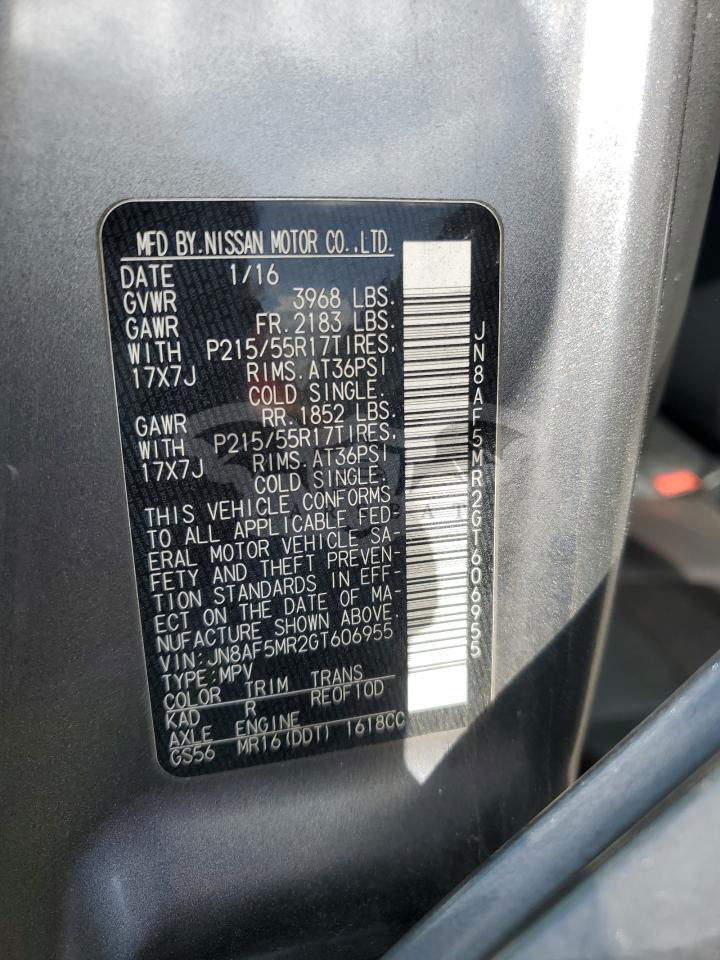 MFD BY.NISSAN MOTOR CO.,LTD.
DATE 1/16
GVWR 3968 LBS.
GAWR FR.2183 LBS.
WITH P215/55R17TIRES,
17X7J RIMS.AT36PSI
COLD SINGLE.
GAWR RR.1852 LBS.
WITH P215/55R17TIRES,
17X7J RIMS.AT36PSI
COLD SINGLE.
THIS VEHICLE CONFORMS
TO ALL APPLICABLE FED-
ERAL MOTOR VEHICLE SA-
FETY AND THEFT PREVEN-
TION STANDARDS IN EFF-
ECT ON THE DATE OF MA-
NUFACTURE SHOWN ABOVE.
VIN:JN8AF5MR2GT606955
TYPE:MPV
COLOR TRIM TRANS
KAD R RE0F10D
AXLE ENGINE
GS56 MR16(DDT) 1618CC
JN8AF5MR2GT606955